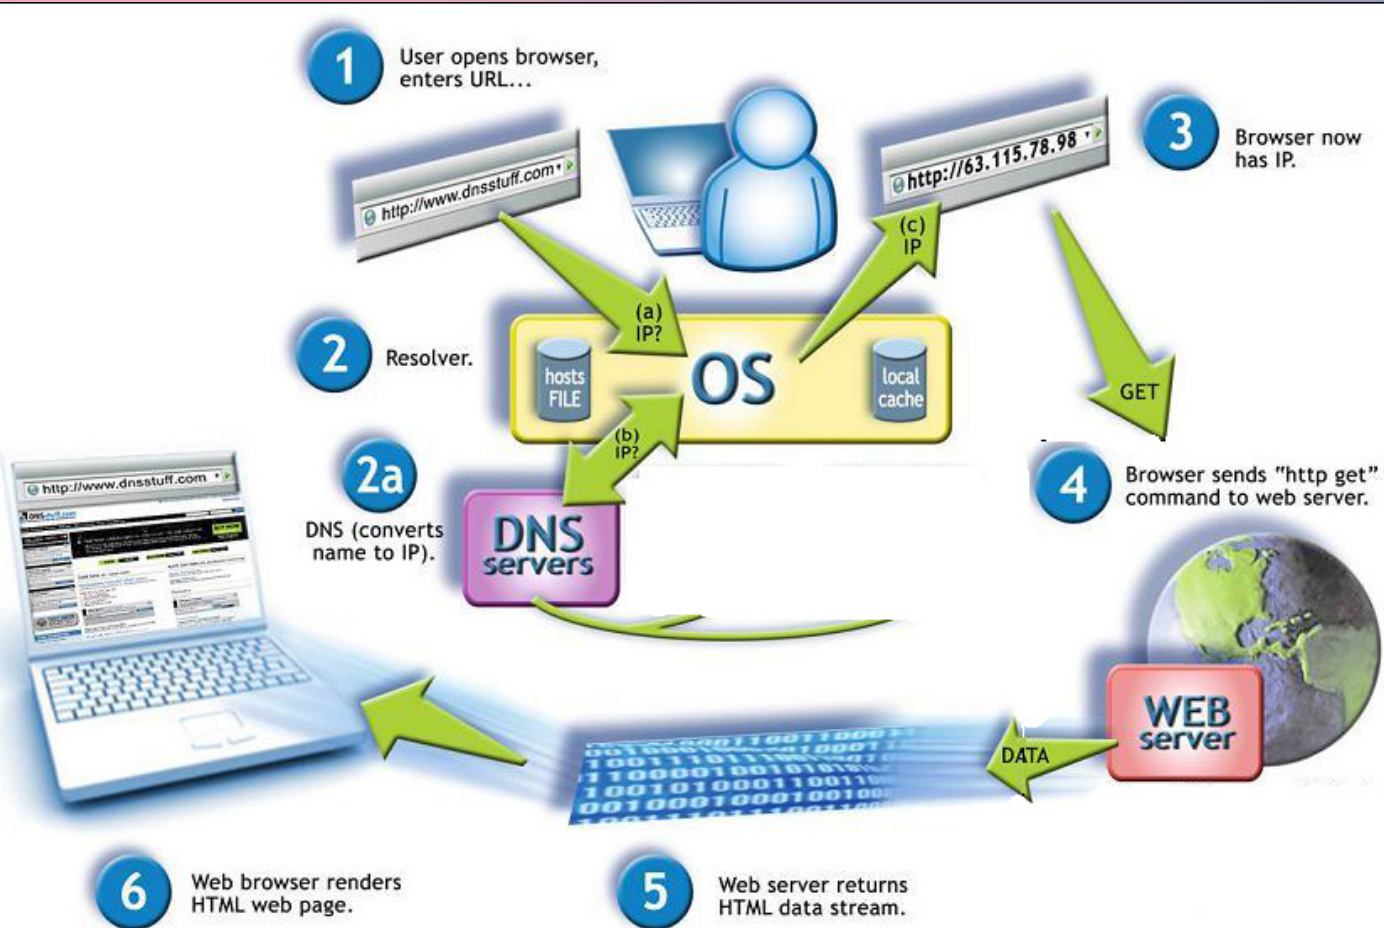 1
User opens browser,
enters URL...
http://www.dnsstuff.com
http://63.115.78.98
3
Browser now
has IP.
(c)
IP
(a)
IP?
2
Resolver.
hosts
FILE
OS
local
cache
GET
(b)
IP?
2a
DNS (converts
name to IP).
DNS
servers
4
Browser sends “http get”
command to web server.
http://www.dnsstuff.com
WEB
server
DATA
6
Web browser renders
HTML web page.
5
Web server returns
HTML data stream.